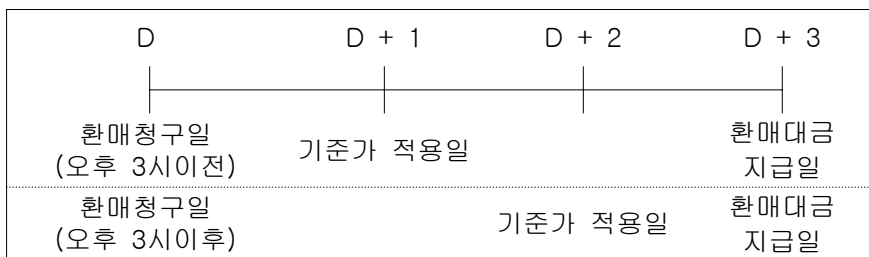 D D + 1 D + 2 D + 3
환매청구일
(오후 3시이전)
기준가 적용일
환매대금
지급일
환매청구일
(오후 3시이후)
기준가 적용일
환매대금
지급일